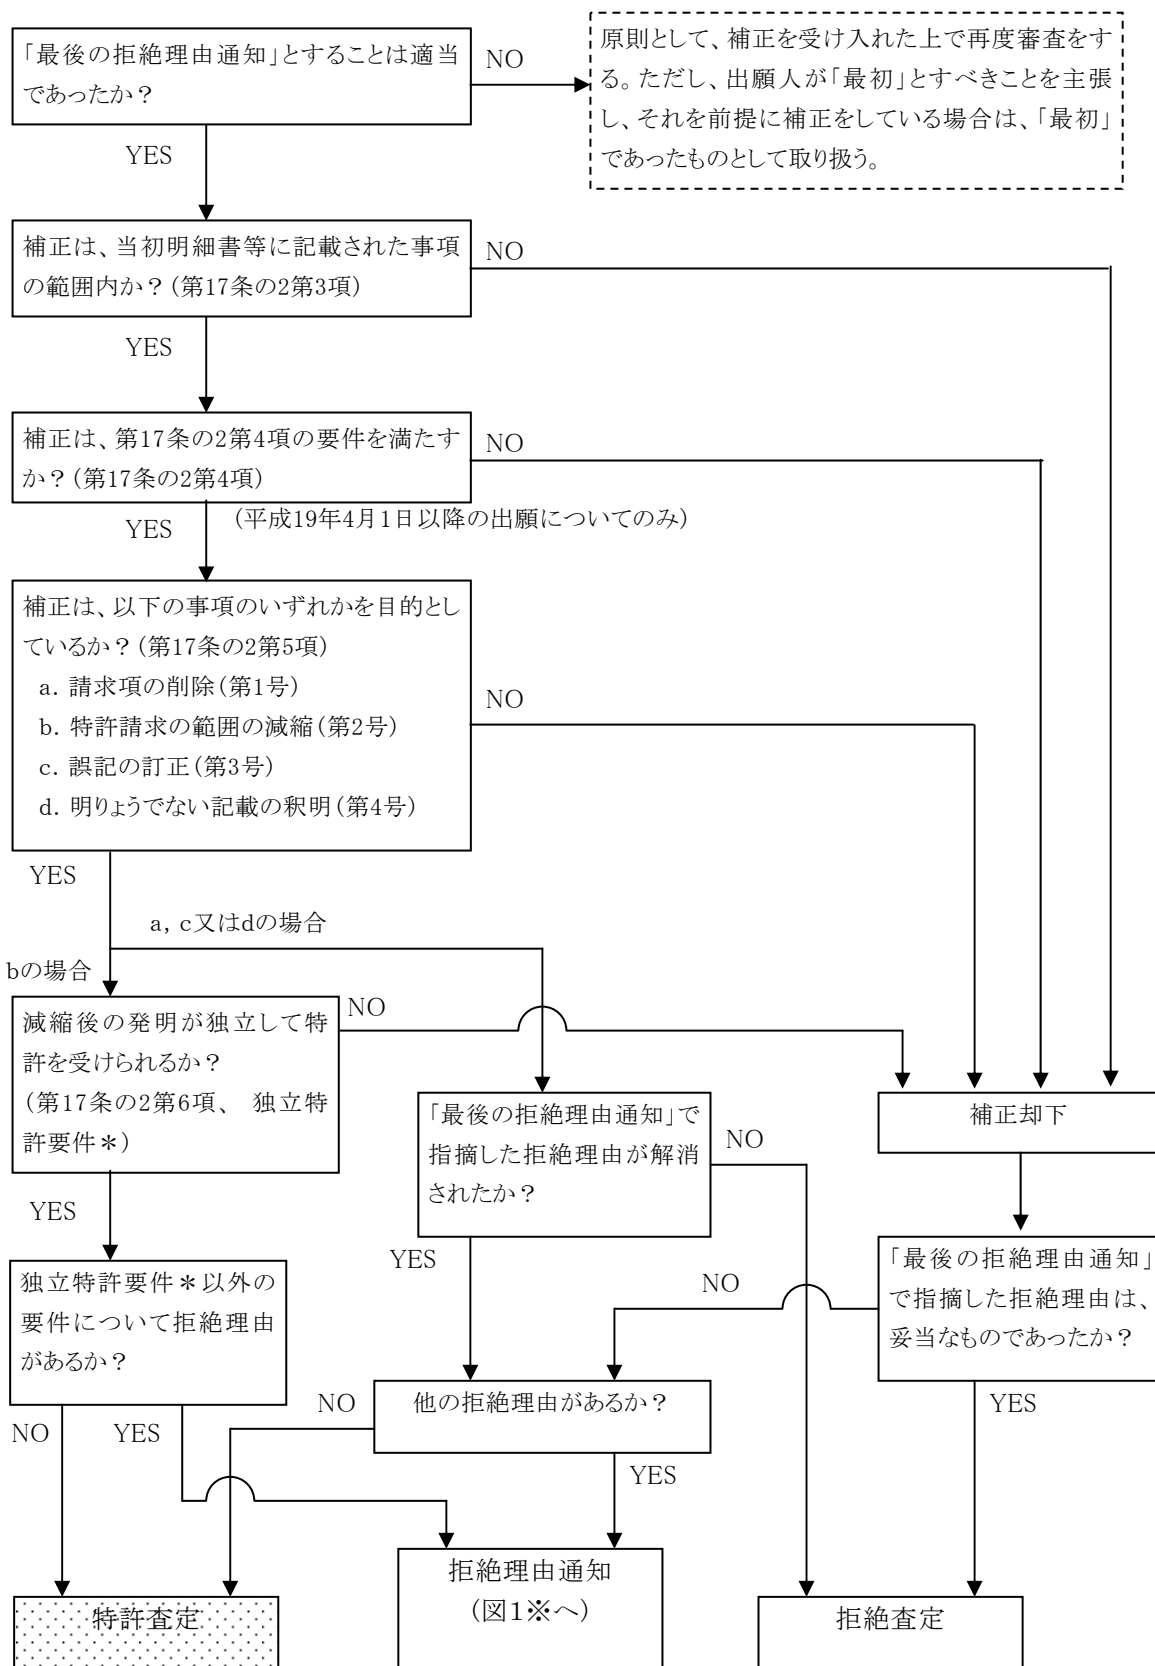 「最後の拒絶理由通知」とすることは適当
であったか？
NO
原則として、補正を受け入れた上で再度審査をす
る。ただし、出願人が「最初」とすべきことを主張
し、それを前提に補正をしている場合は、「最初」
であったものとして取り扱う。
YES
補正は、当初明細書等に記載された事項
の範囲内か？（第17条の2第3項）
NO
YES
補正は、第17条の2第4項の要件を満たす
か？（第17条の2第4項）
NO
YES
（平成19年4月1日以降の出願についてのみ）
補正は、以下の事項のいずれかを目的とし
ているか？（第17条の2第5項）
a. 請求項の削除（第1号）
b. 特許請求の範囲の減縮（第2号）
c. 誤記の訂正（第3号）
d. 明りょうでない記載の釈明（第4号）
NO
YES
a, c又はdの場合
bの場合
減縮後の発明が独立して特
許を受けられるか？
（第17条の2第6項、 独立特
許要件＊）
NO
「最後の拒絶理由通知」で
指摘した拒絶理由が解消
されたか？
NO
補正却下
YES
YES
独立特許要件＊以外の
要件について拒絶理由
があるか？
NO
「最後の拒絶理由通知」
で指摘した拒絶理由は、
妥当なものであったか？
NO
YES
NO
他の拒絶理由があるか？
YES
YES
特許査定
拒絶理由通知
（図1※へ）
拒絶査定